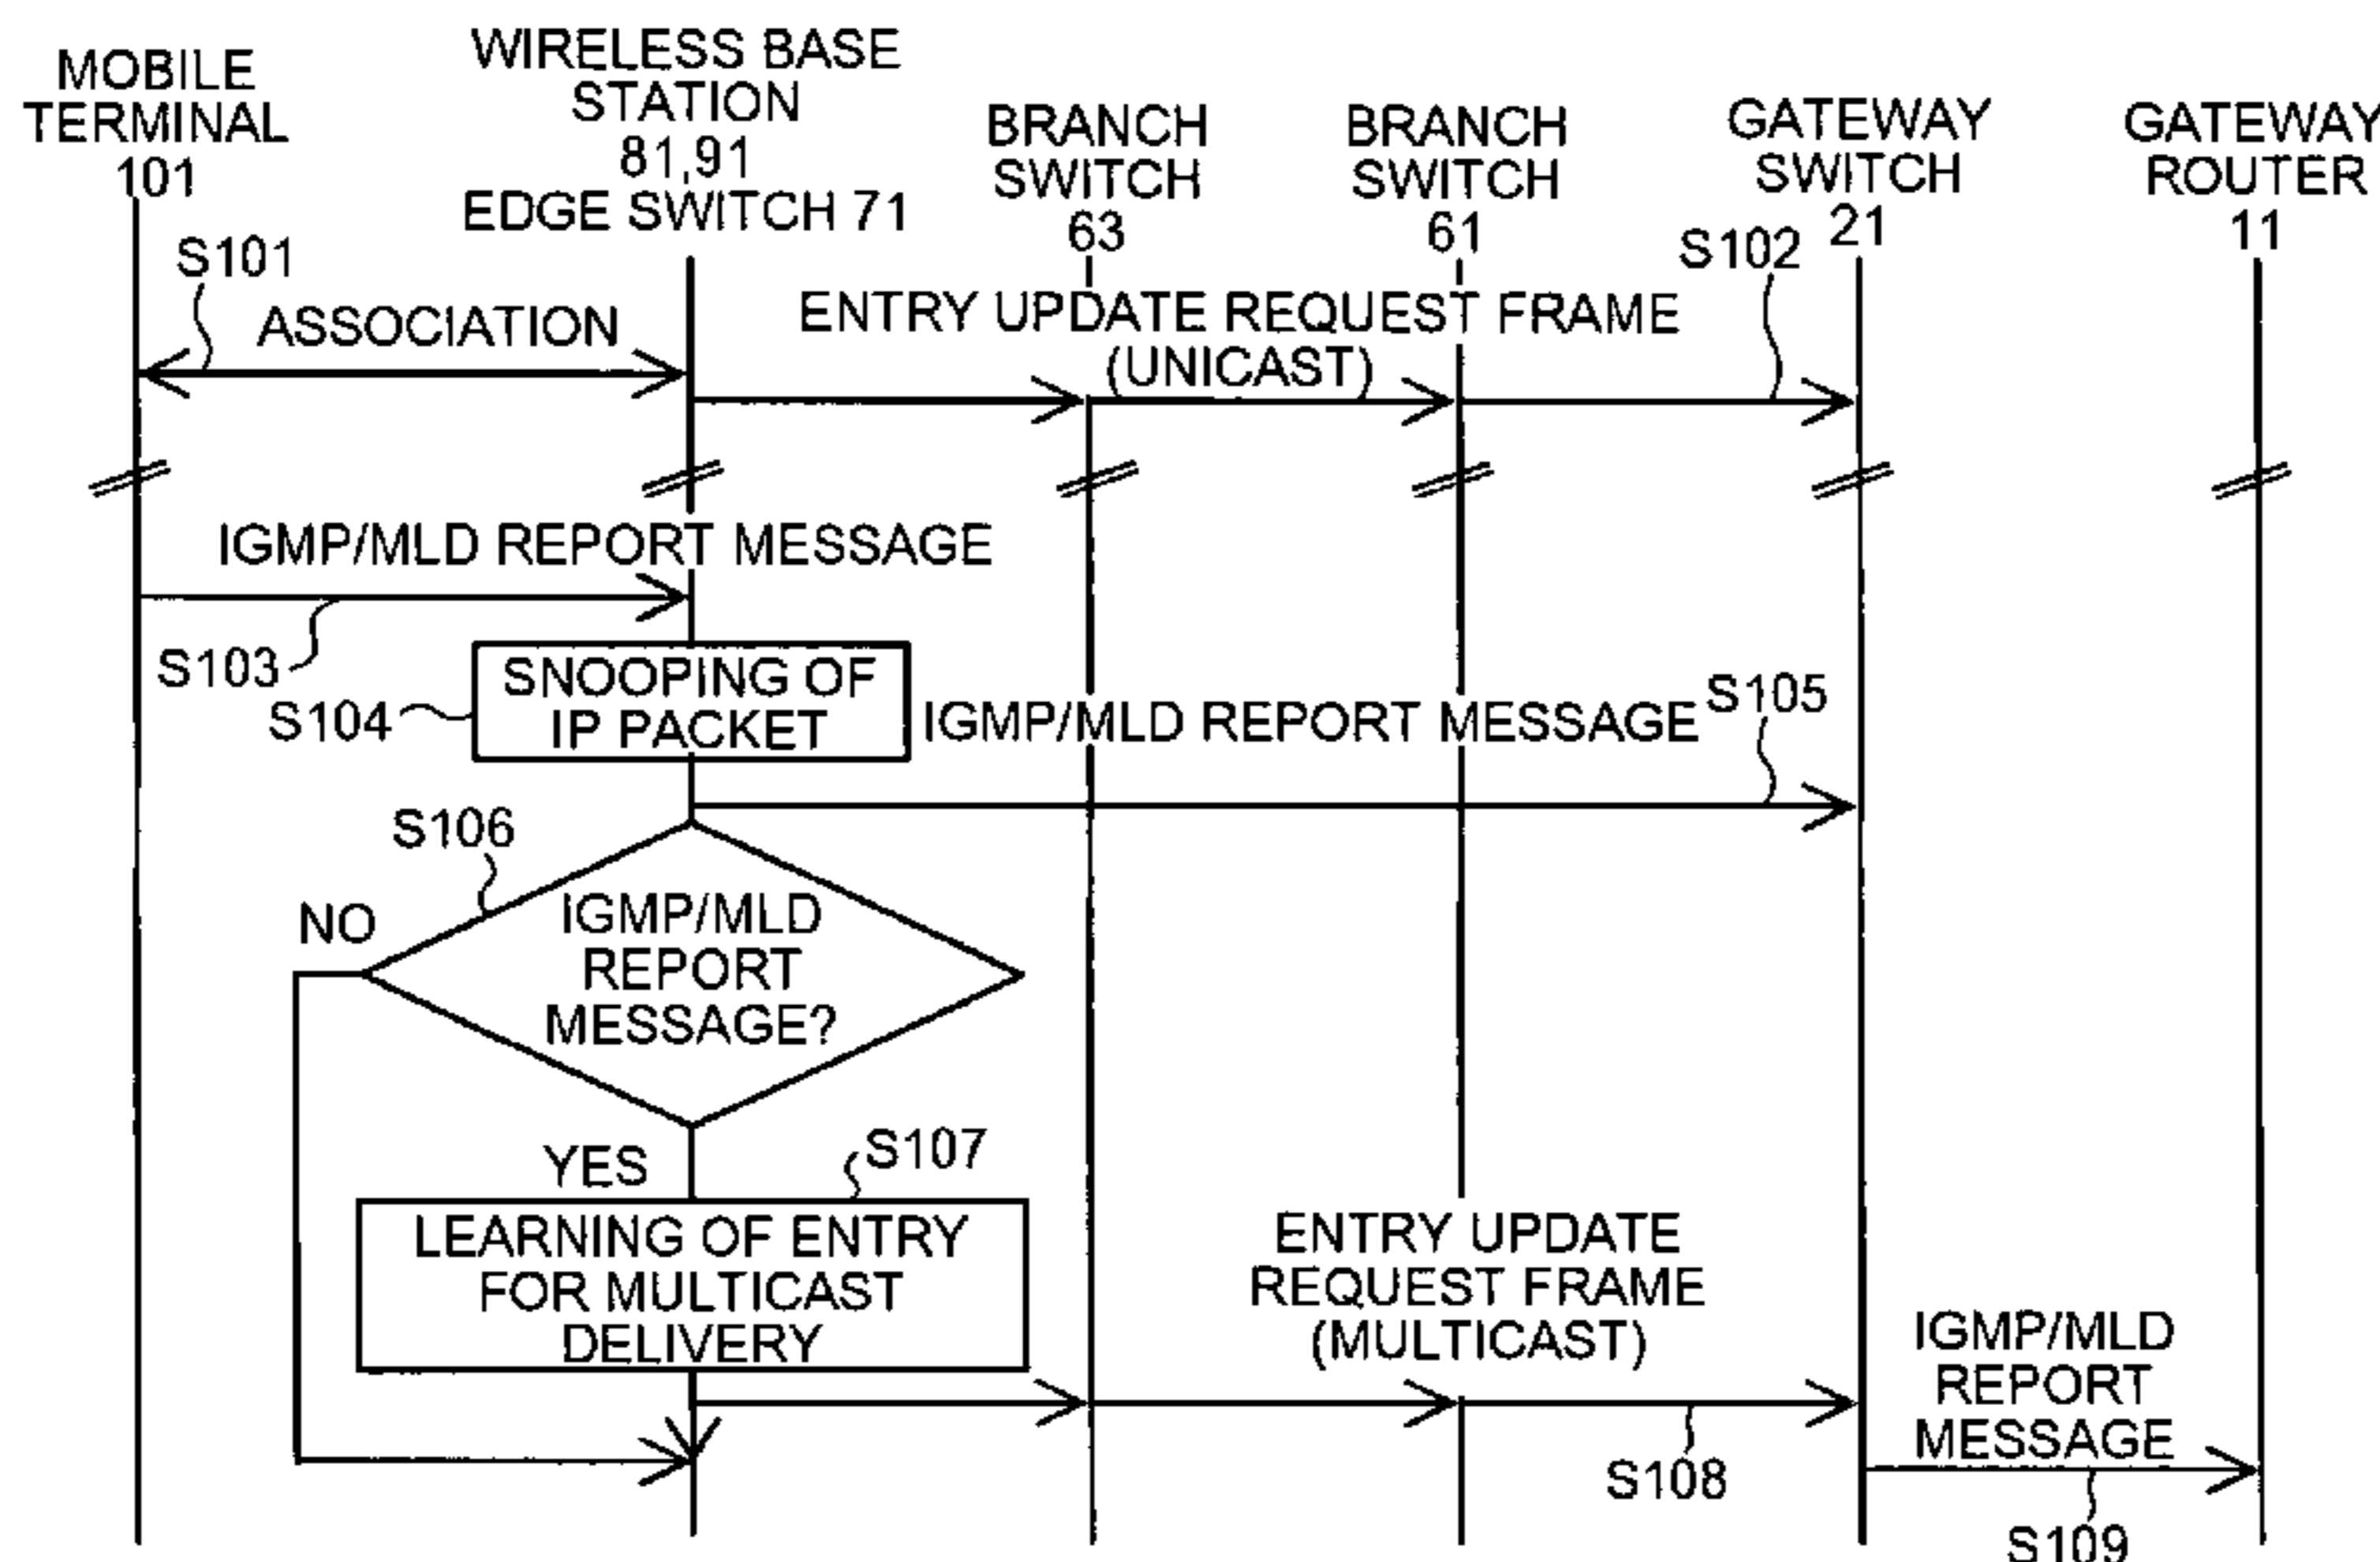 MOBILE
TERMINAL
101
WIRELESS BASE
STATION
81,91
EDGE SWITCH 71
BRANCH
SWITCH
63
BRANCH
SWITCH
61
GATEWAY
SWITCH
21
GATEWAY
ROUTER
11
S101
ASSOCIATION
ENTRY UPDATE REQUEST FRAME
(UNICAST)
S102
IGMP/MLD REPORT MESSAGE
S103
SNOOPING OF
IP PACKET
S104
IGMP/MLD REPORT MESSAGE
S105
S106
NO
IGMP/MLD
REPORT
MESSAGE?
YES
S107
LEARNING OF ENTRY
FOR MULTICAST
DELIVERY
ENTRY UPDATE
REQUEST FRAME
(MULTICAST)
S108
IGMP/MLD
REPORT
MESSAGE
S109